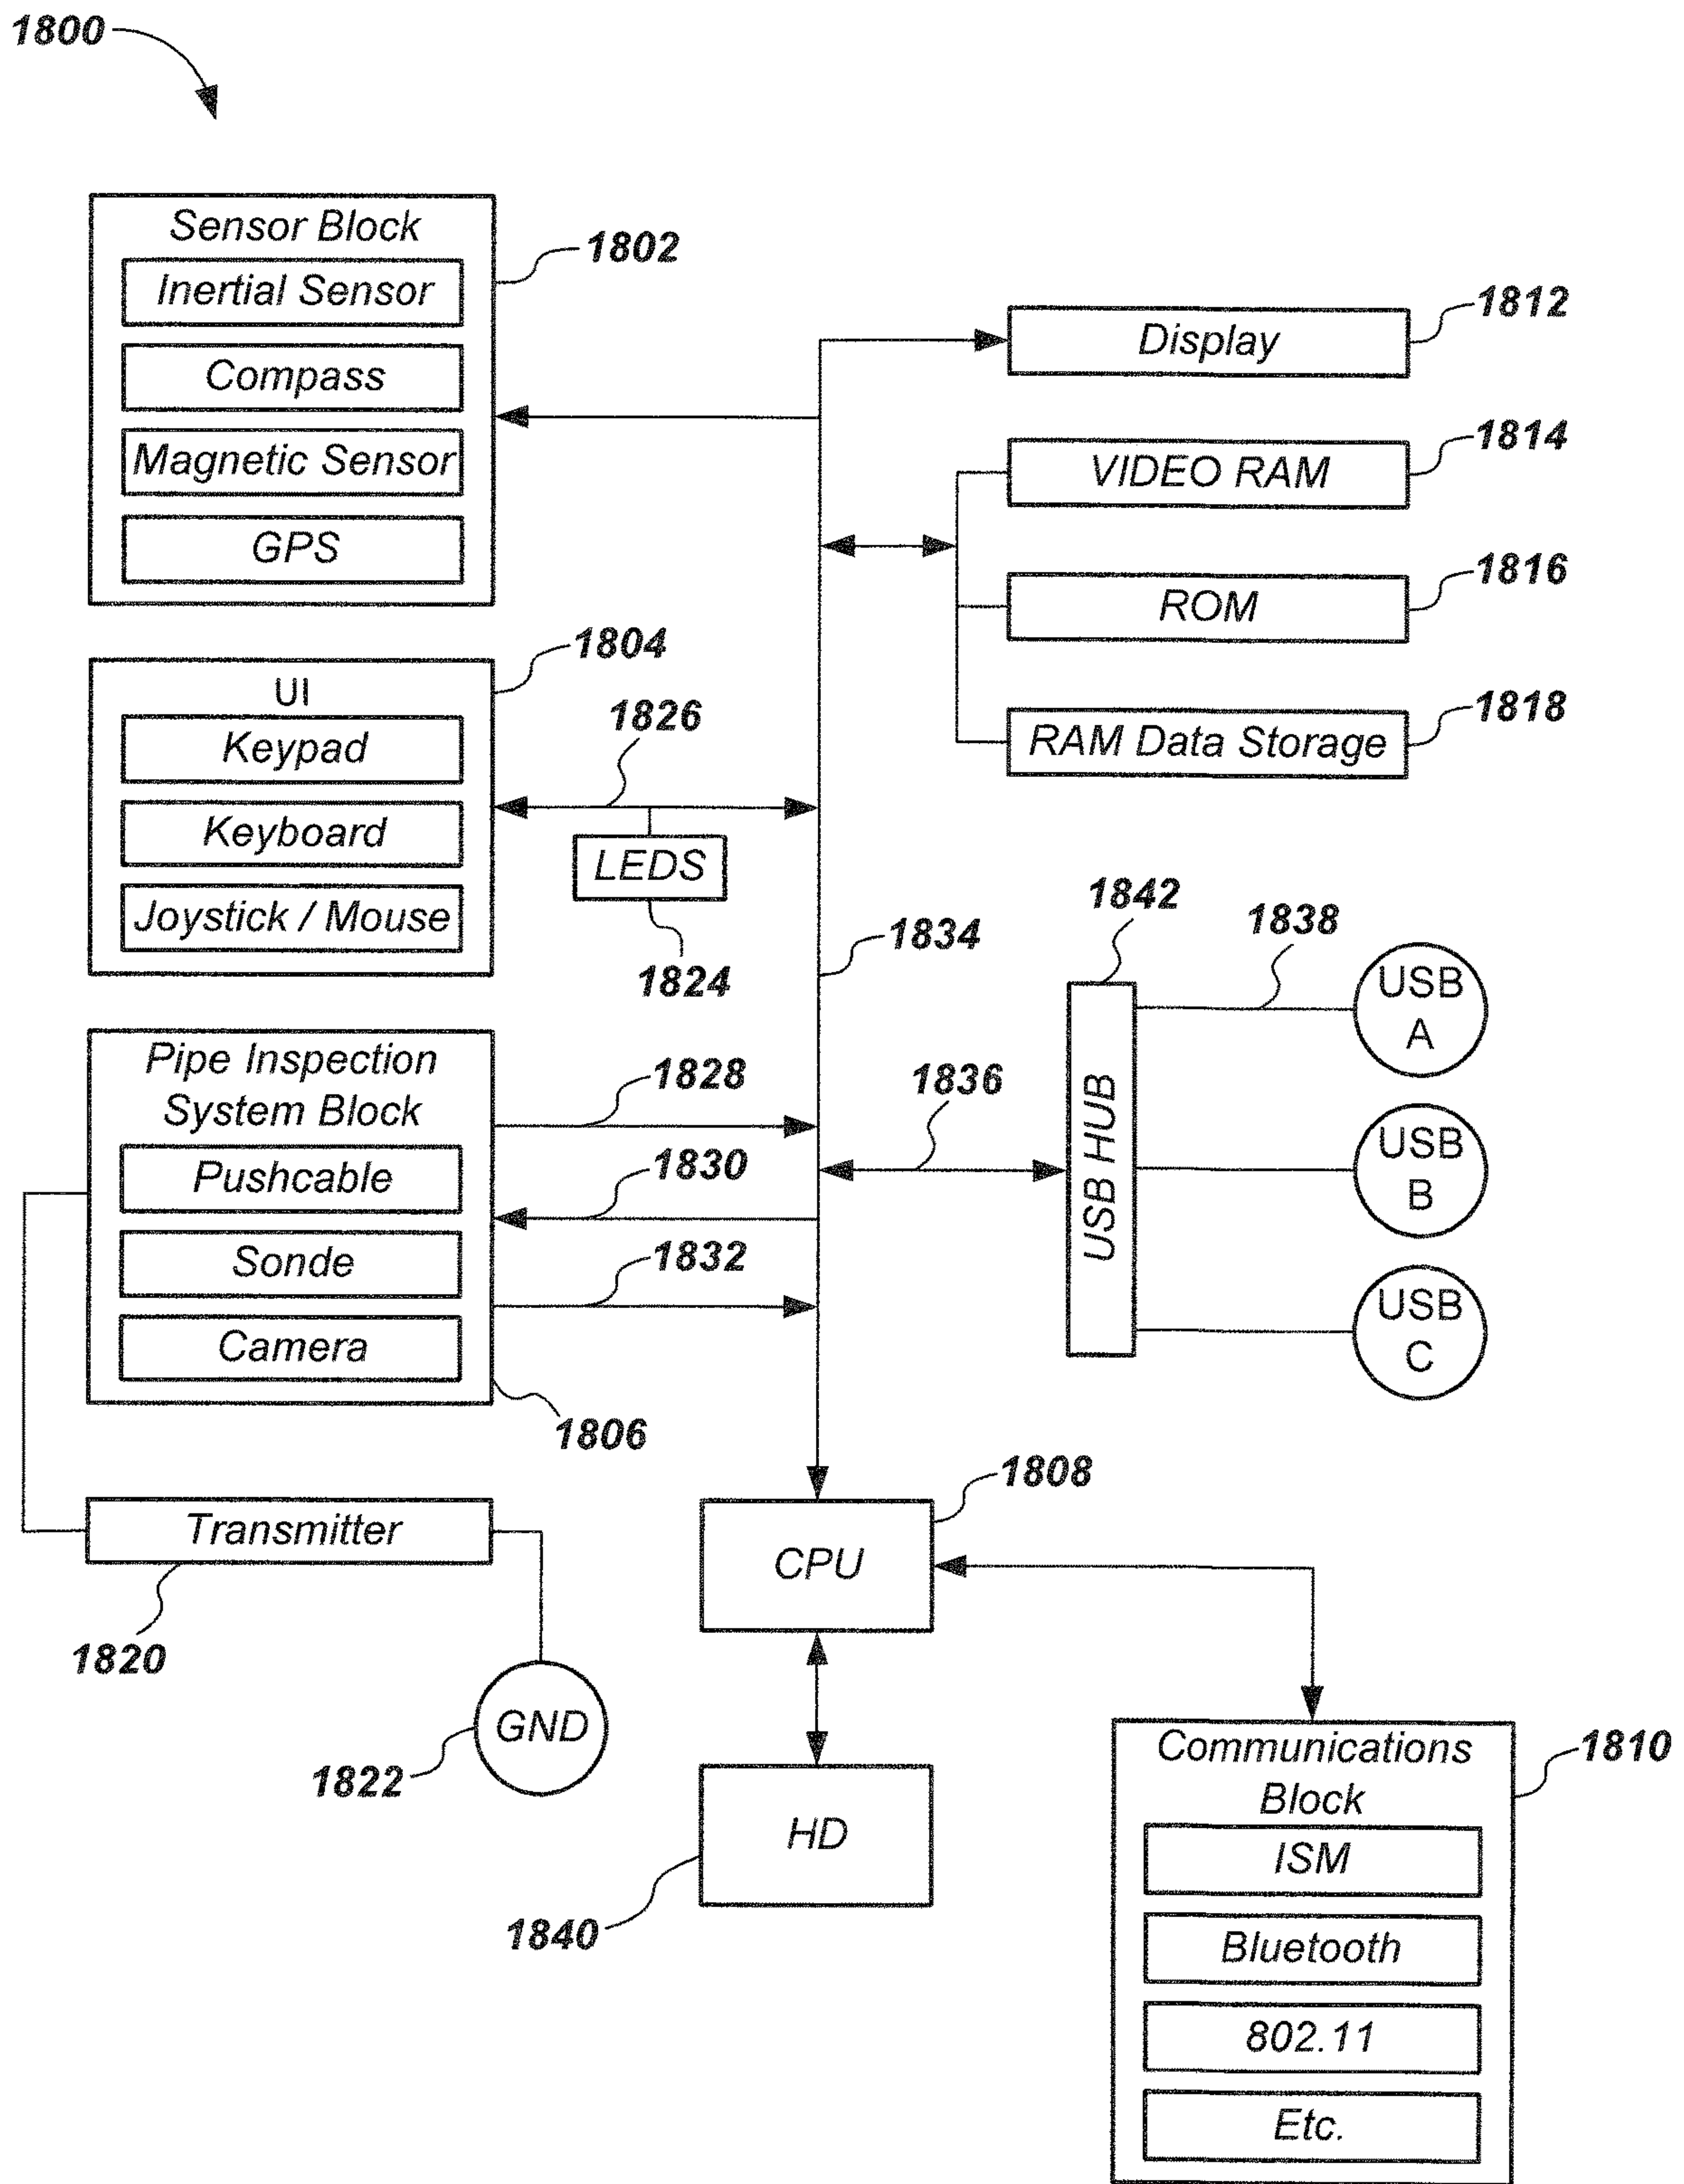 1800
Sensor Block
1802
Inertial Sensor
Compass
Magnetic Sensor
GPS
1812
Display
1814
VIDEO RAM
1816
ROM
1818
RAM Data Storage
1804
UI
Keypad
Keyboard
Joystick / Mouse
1826
LEDS
1824
1834
1842
1838
USB
A
USB
B
USB
C
USB HUB
1836
Pipe Inspection
System Block
Pushcable
Sonde
Camera
1828
1830
1832
1806
Transmitter
1820
GND
1822
1808
CPU
HD
1840
Communications
Block
1810
ISM
Bluetooth
802.11
Etc.